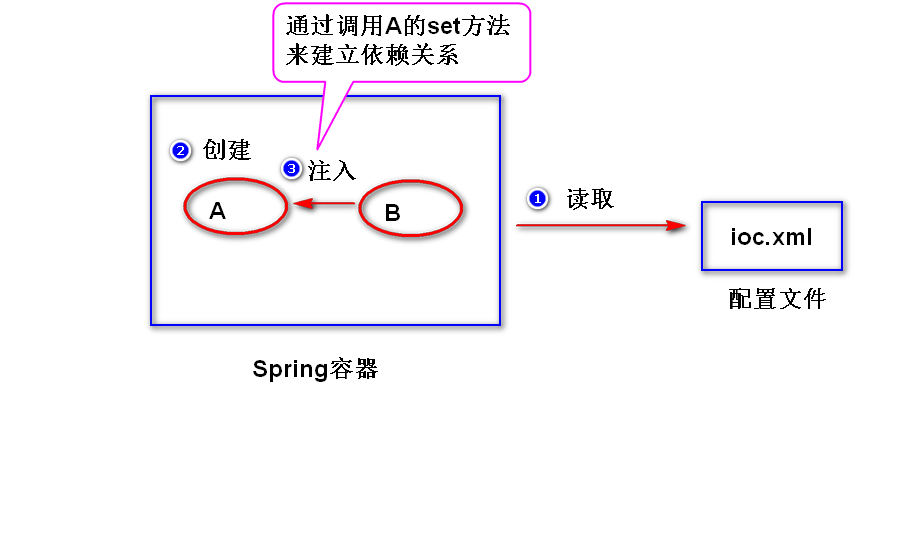 通过调用A的set方法
来建立依赖关系
2 创建
3 注入
A
B
1 读取
ioc.xml
配置文件
Spring容器